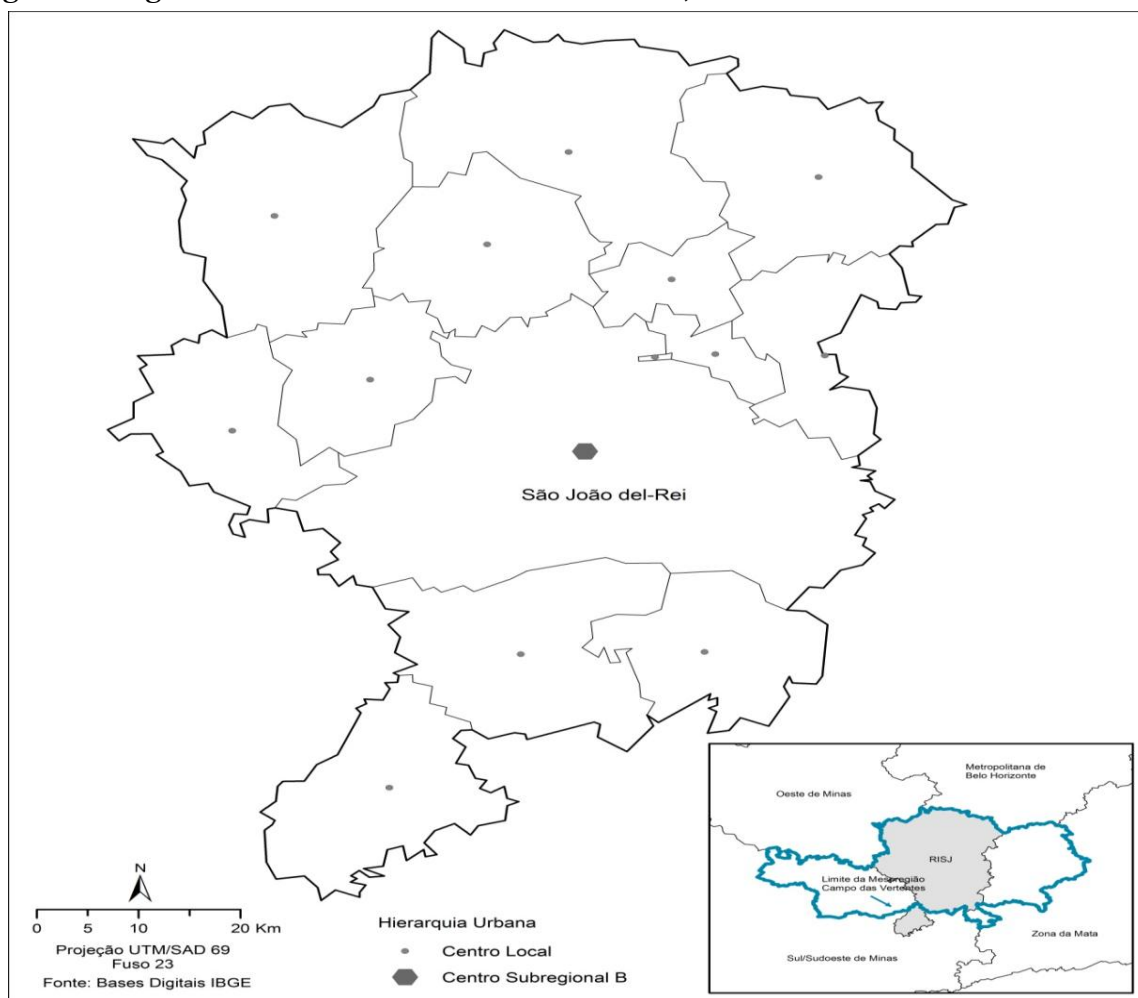 São João del-Rei
N
0 5 10 20 Km
Projeção UTM/SAD 69
Fuso 23
Fonte: Bases Digitais IBGE
Hierarquia Urbana
Centro Local
Centro Subregional B
Metropolitana de
Belo Horizonte
Oeste de Minas
RISJ
Limite da Mesoregião
Campo das Vertentes
Zona da Mata
Sul/Sudoeste de Minas